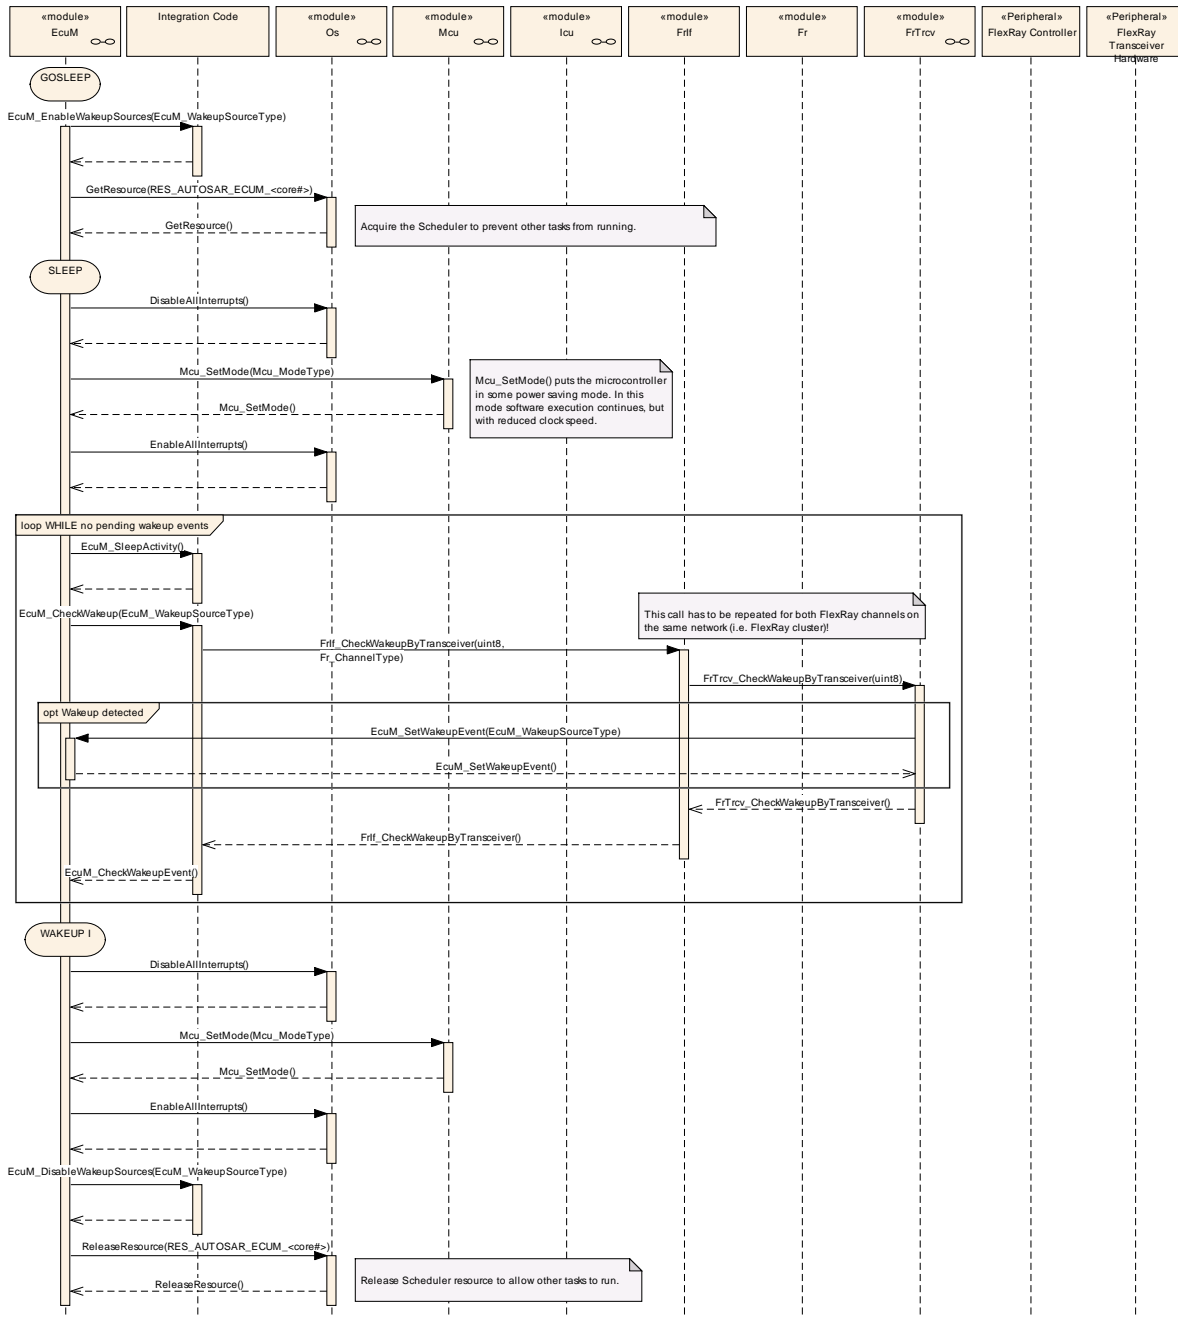 «module»
EcuM
Integration Code
«module»
Os
«module»
Mcu
«module»
Icu
«module»
FrIf
«module»
Fr
«module»
FrTrcv
«Peripheral»
FlexRay Controller
«Peripheral»
FlexRay
Transceiver
Hardware
GOSLEEP
EcuM_EnableWakeupSources(EcuM_WakeupSourceType)
GetResource(RES_AUTOSAR_ECUM_<core#>)
Acquire the Scheduler to prevent other tasks from running.
GetResource()
SLEEP
DisableAllInterrupts()
Mcu_SetMode(Mcu_ModeType)
Mcu_SetMode() puts the microcontroller
in some power saving mode. In this
mode software execution continues, but
with reduced clock speed.
Mcu_SetMode()
EnableAllInterrupts()
loop WHILE no pending wakeup events
EcuM_SleepActivity()
EcuM_CheckWakeup(EcuM_WakeupSourceType)
This call has to be repeated for both FlexRay channels on
the same network (i.e. FlexRay cluster)!
FrIf_CheckWakeupByTransceiver(uint8,
Fr_ChannelType)
FrTrcv_CheckWakeupByTransceiver(uint8)
opt Wakeup detected
EcuM_SetWakeupEvent(EcuM_WakeupSourceType)
EcuM_SetWakeupEvent()
FrTrcv_CheckWakeupByTransceiver()
FrIf_CheckWakeupByTransceiver()
EcuM_CheckWakeupEvent()
WAKEUP I
DisableAllInterrupts()
Mcu_SetMode(Mcu_ModeType)
Mcu_SetMode()
EnableAllInterrupts()
EcuM_DisableWakeupSources(EcuM_WakeupSourceType)
ReleaseResource(RES_AUTOSAR_ECUM_<core#>)
Release Scheduler resource to allow other tasks to run.
ReleaseResource()